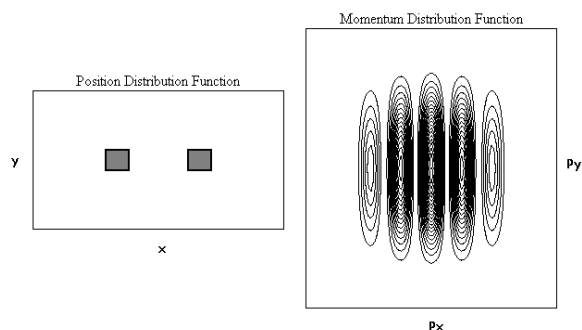 Momentum Distribution Function
Position Distribution Function
y
Py
x
Px